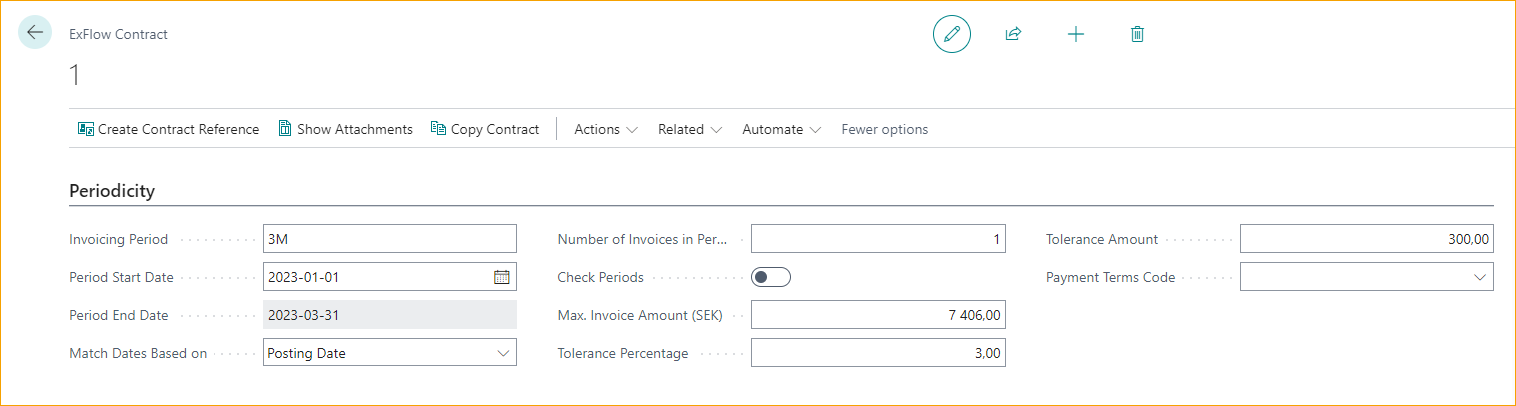 ExFlow Contract
1
Create Contract Reference Show Attachments Copy Contract Actions Related Automate Fewer options
Periodicity
Invoicing Period 3M
Period Start Date 2023-01-01
Period End Date 2023-03-31
Match Dates Based on Posting Date
Number of Invoices in Per... 1
Check Periods
Max. Invoice Amount (SEK) 7 406,00
Tolerance Percentage 3,00
Tolerance Amount 300,00
Payment Terms Code